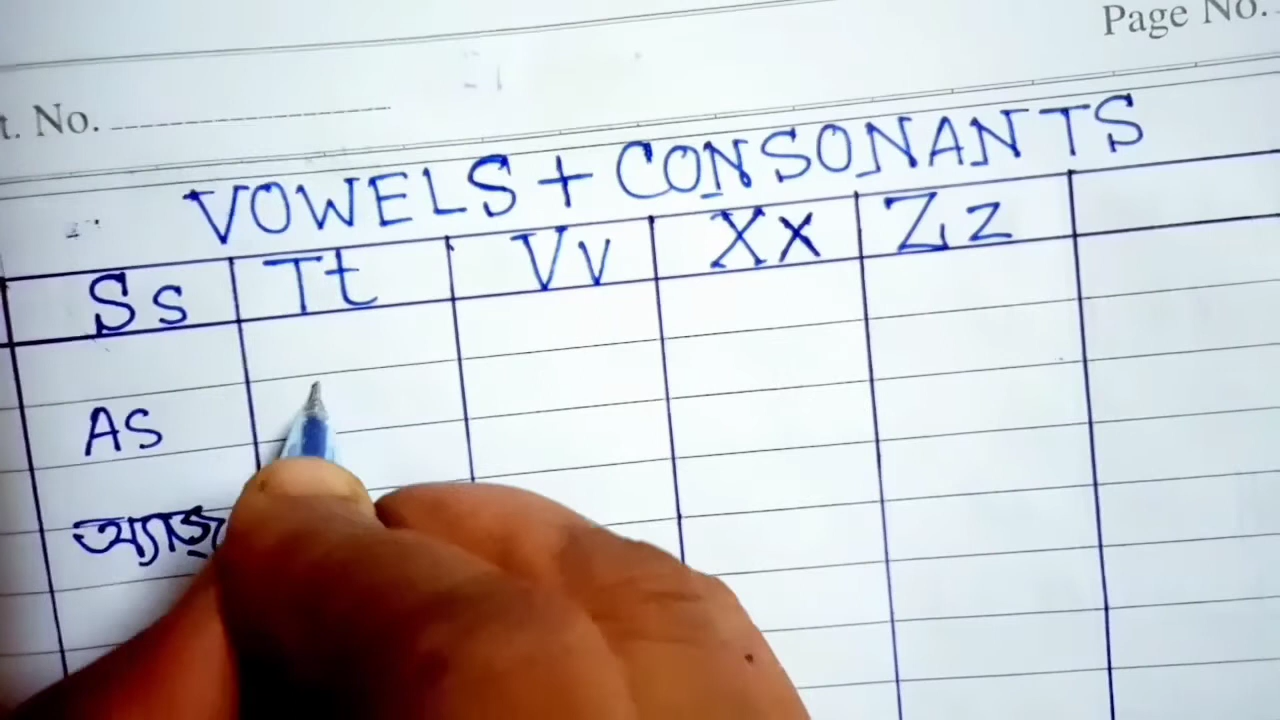 Page No.
t. No.
VOWELS + CONSONANTS
Ss Tt Vv Xx Zz
AS
অ্যাজ্